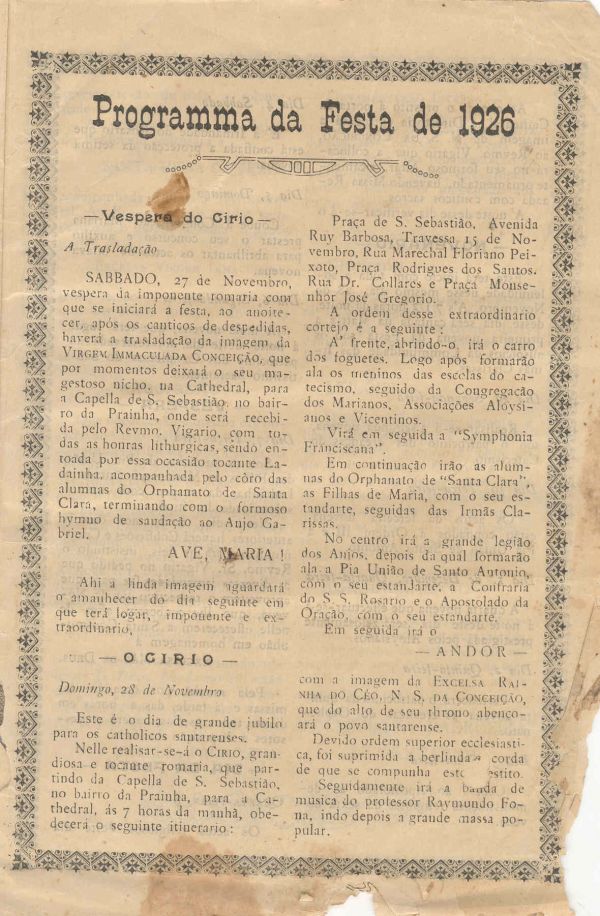 Programma da Festa de 1926
— Vespera do Cirio —
A Trasladação
SABBADO, 27 de Novembro,
vespera da imponente romaria com
que se iniciará a festa, ao anoite-
cer, após os canticos de despedidas,
haverá a trasladação da imagem da
VIRGEM IMMACULADA CONCEIÇÃO, que
por momentos deixará o seu ma-
gestoso nicho, na Cathedral, para
a Capella de S. Sebastião, no bair-
ro da Prainha, onde será recebi-
da pelo Revmo. Vigario, com to-
das as honras lithurgicas, sendo en-
toada por essa occasião tocante La-
dainha, acompanhada pelo côro das
alumnas do Orphanato de Santa
Clara, terminando com o formoso
hymno de saudação ao Anjo Ga-
briel.
AVE, MARIA !
Ahi a linda imagem aguardará
o amanhecer do dia seguinte em
que terá logar, imponente e ex-
traordinario,
— O CIRIO —
Domingo, 28 de Novembro
Este é o dia de grande jubilo
para os catholicos santarenses.
Nelle realisar-se-á o CIRIO, gran-
diosa e tocante romaria, que par-
tindo da Capella de S. Sebastião,
no bairro da Prainha, para a Ca-
thedral, ás 7 horas da manhã, obe-
decerá o seguinte itinerario:
Praça de S. Sebastião, Avenida
Ruy Barbosa, Travessa 15 de No-
vembro, Rua Marechal Floriano Pei-
xoto, Praça Rodrigues dos Santos,
Rua Dr. Collares e Praça Monse-
nhor José Gregorio.
A ordem desse extraordinario
cortejo é a seguinte:
A' frente, abrindo-o, irá o carro
dos foguetes. Logo após formarão
ala os meninos das escolas do ca-
tecismo, seguido da Congregação
dos Marianos, Associações Aloysi-
anos e Vicentinos.
Virá em seguida a "Symphonia
Franciscana".
Em continuação irão as alum-
nas do Orphanato de "Santa Clara",
as Filhas de Maria, com o seu es-
tandarte, seguidas das Irmãs Cla-
rissas.
No centro irá a grande legião
dos Anjos, depois da qual formarão
ala a Pia União de Santo Antonio,
com o seu estandarte, a Confraria
do S. S. Rosario e o Apostolado da
Oração, com o seu estandarte.
Em seguida irá o
— ANDOR —
com a imagem da EXCELSA RAI-
NHA DO CÉO, N. S. DA CONCEIÇÃO,
que do alto de seu throno abenço-
ará o povo santarense.
Devido ordem superior ecclesiasti-
ca, foi suprimida a berlinda corda
de que se compunha este estito.
Seguidamente irá a banda de
musica do professor Raymundo Fo-
na, indo depois a grande massa po-
pular.